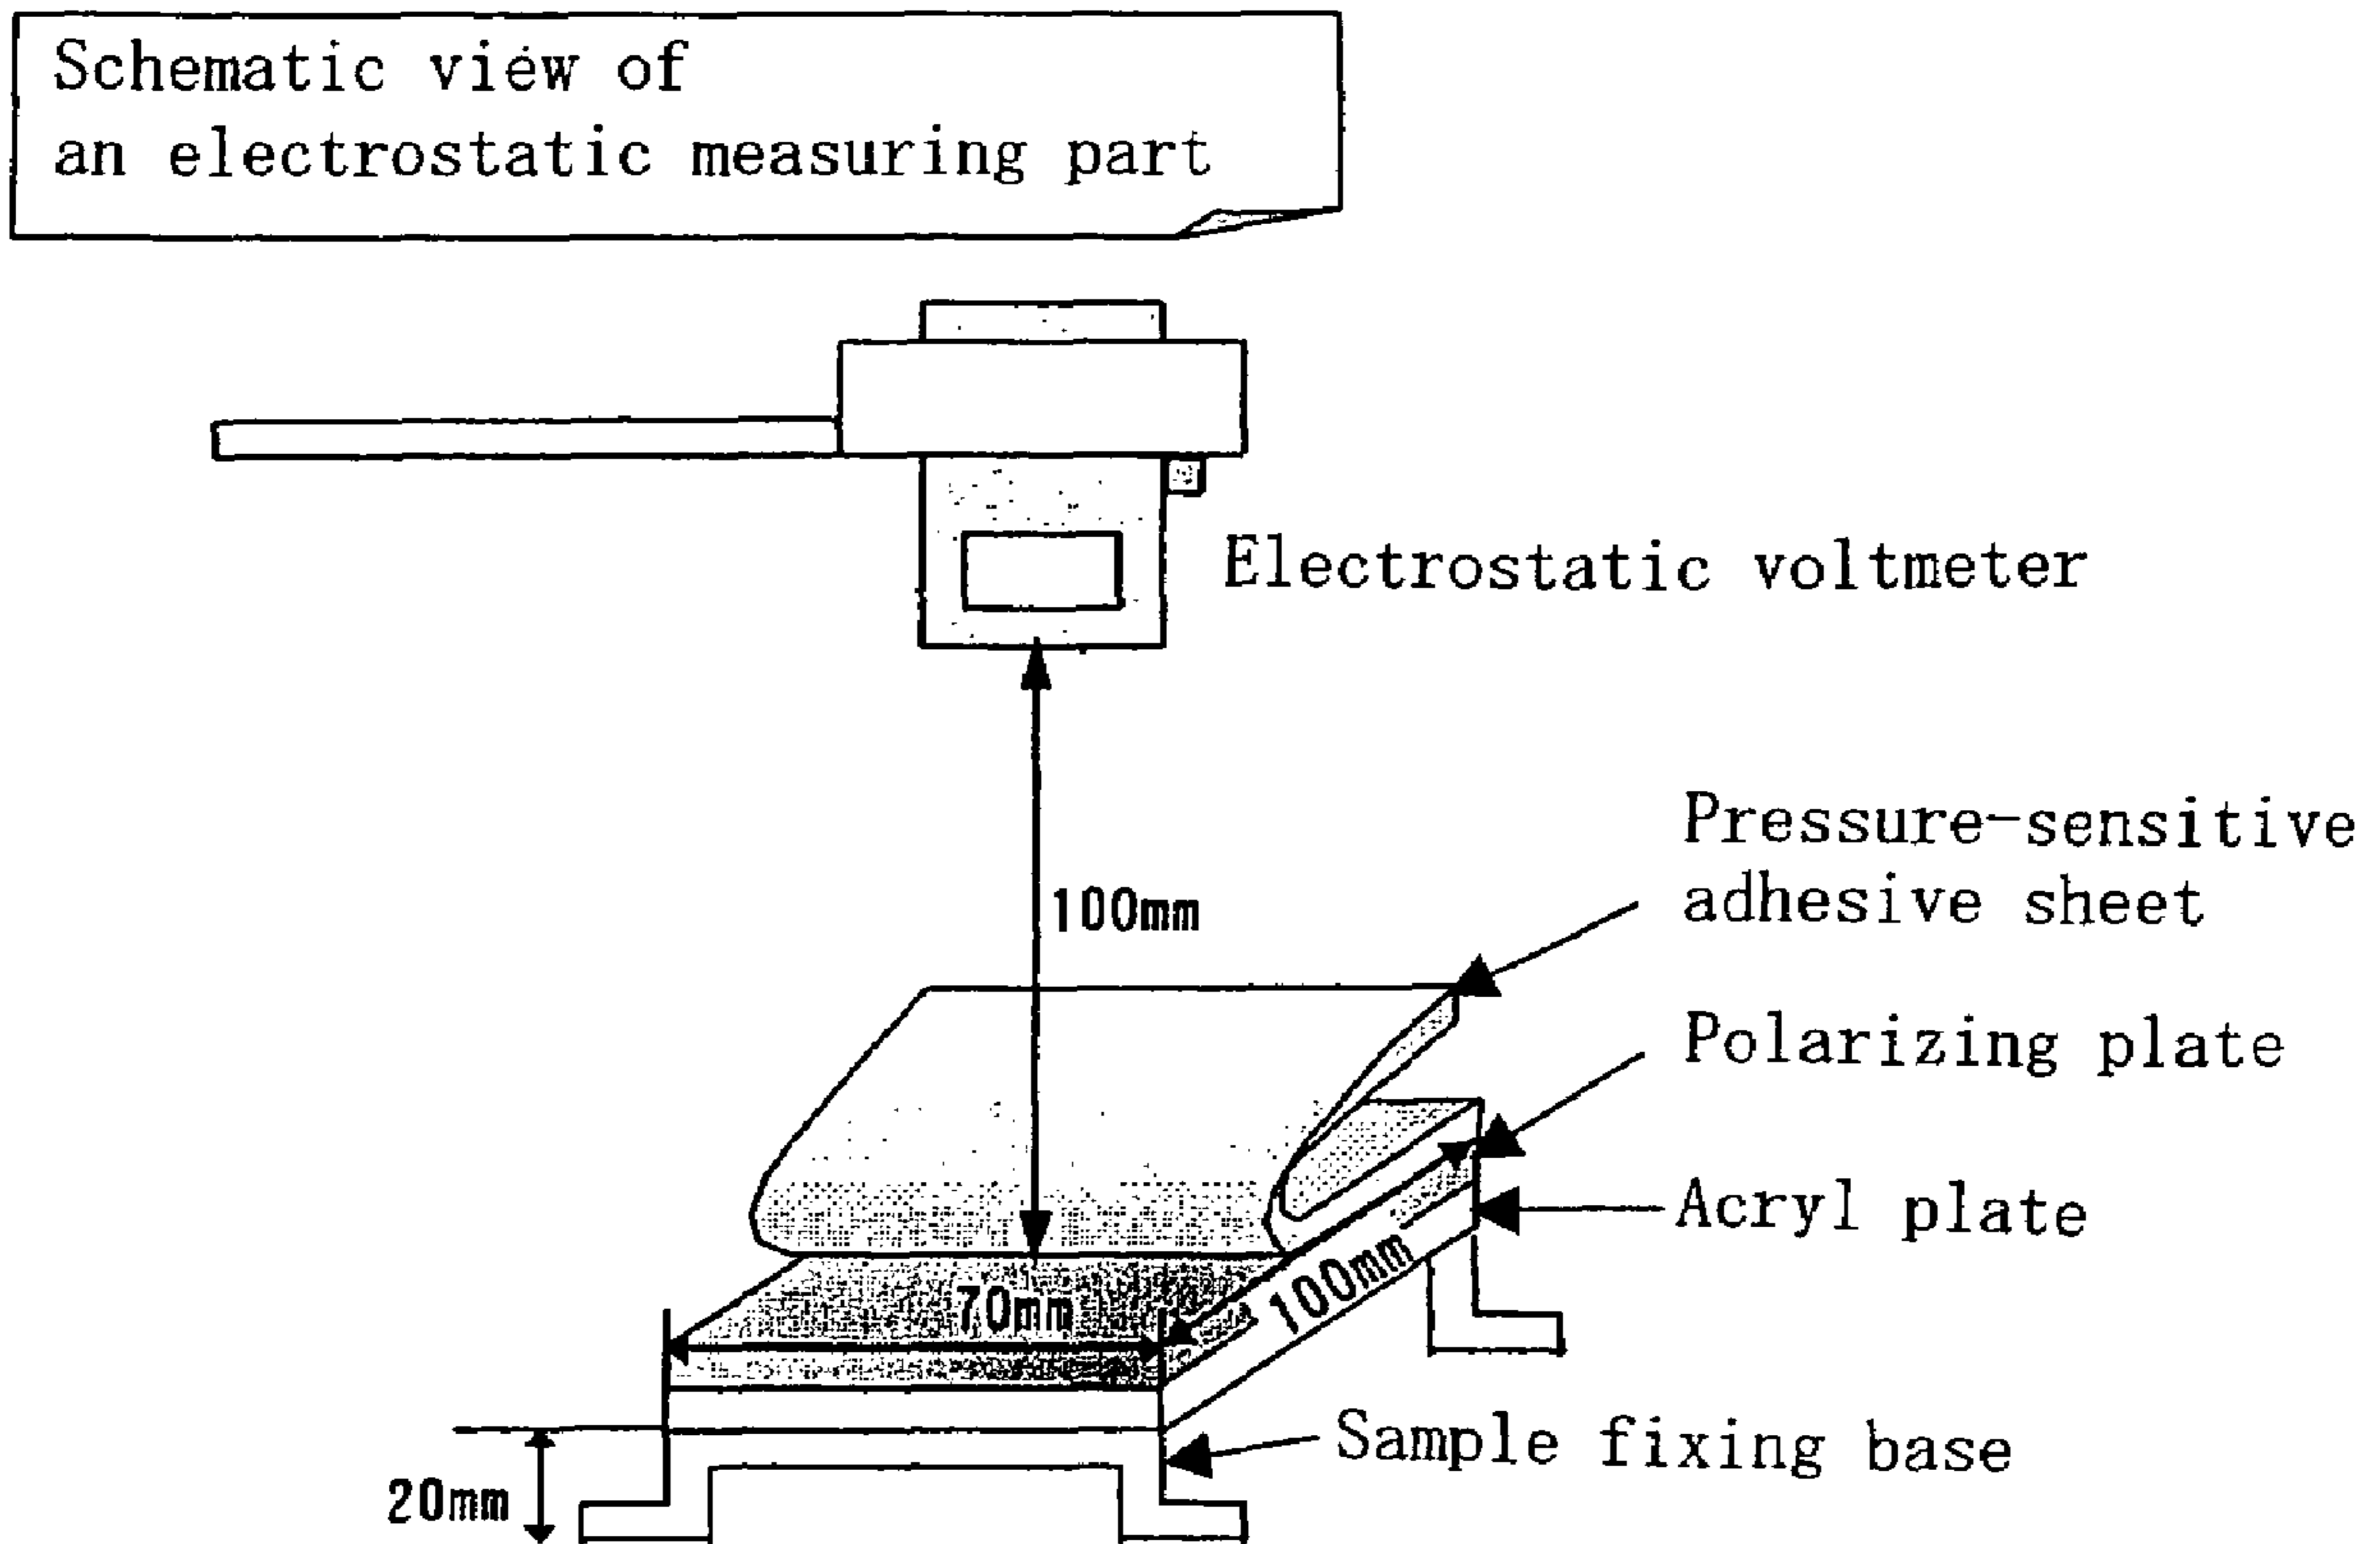 Schematic view of
an electrostatic measuring part
Electrostatic voltmeter
100mm
Pressure-sensitive
adhesive sheet
Polarizing plate
Acryl plate
100mm
70mm
Sample fixing base
20mm